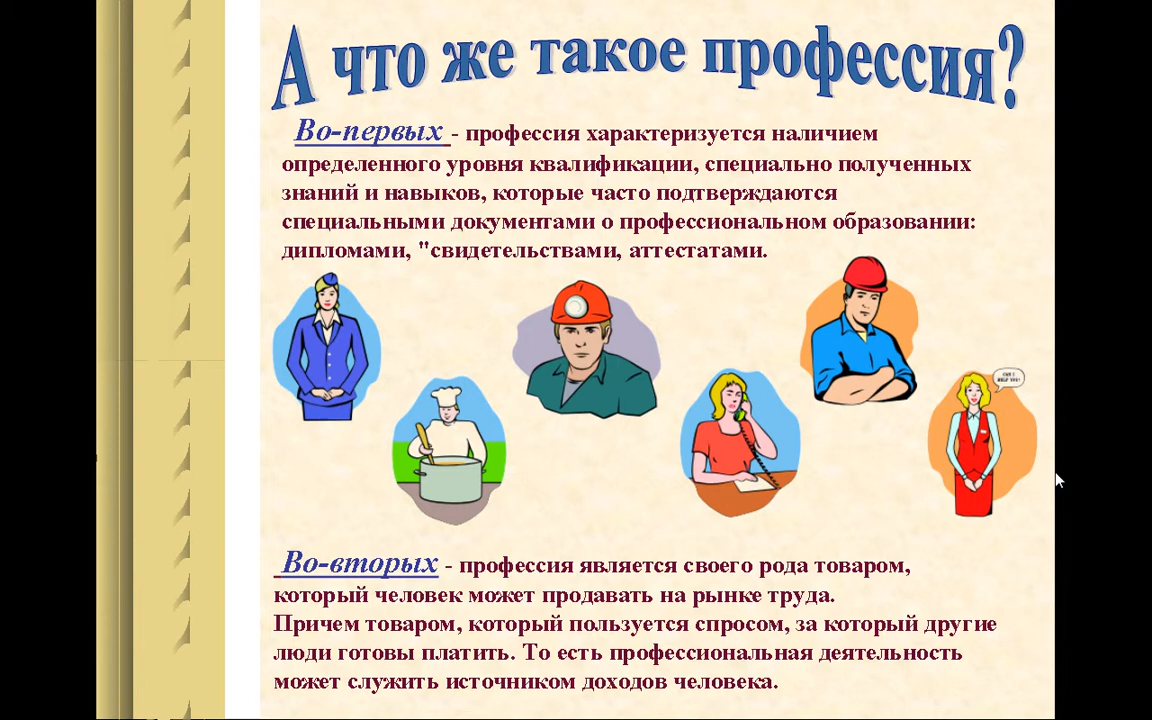 А что же такое профессия?
Во-первых - профессия характеризуется наличием
определенного уровня квалификации, специально полученных
знаний и навыков, которые часто подтверждаются
специальными документами о профессиональном образовании:
дипломами, "свидетельствами, аттестатами.
CAN I
HELP YOU?
Во-вторых - профессия является своего рода товаром,
который человек может продавать на рынке труда.
Причем товаром, который пользуется спросом, за который другие
люди готовы платить. То есть профессиональная деятельность
может служить источником доходов человека.